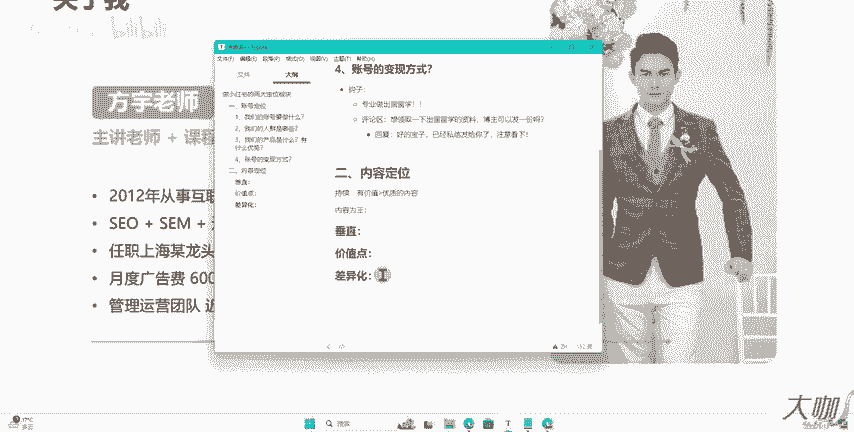 关于我
bilibili
方宇老师
主讲老师 + 课程
• 2012年从事互联
• SEO + SEM +
• 任职上海某龙头
• 月度广告费 600
• 管理运营团队 近
文件(F) 编辑(E) 段落(P) 格式(O) 视图(V) 主题(T) 帮助(H)
文件 大纲
做小红书的两大定位板块
一、账号定位
1、我们的账号要做什么？
2、我们的人群是哪些？
3、我们的产品是什么？有什么优势？
4、账号的变现方式？
二、内容定位
垂直：
价值点：
差异化：
4、账号的变现方式？
• 钩子：
○ 专业做出国留学！！
○ 评论区：想领取一下出国留学的资料，博主可以发一份吗？
■ 回复：好的宝子，已经私信发给你了，注意看下！
二、内容定位
持续 有价值>优质的内容
内容为王：
垂直：
价值点：
差异化：
搜索
大咖